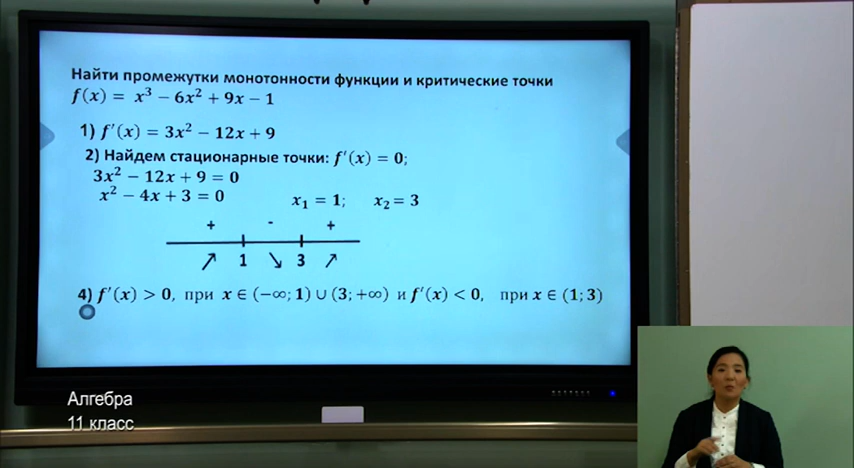 Найти промежутки монотонности функции и критические точки
f(x) = x³ − 6x² + 9x − 1
1) f′(x) = 3x² − 12x + 9
2) Найдем стационарные точки: f′(x) = 0;
3x² − 12x + 9 = 0
x² − 4x + 3 = 0 x₁ = 1; x₂ = 3
+ - +
↗ 1 ↘ 3 ↗
4) f′(x) > 0, при x ∈ (−∞; 1) ∪ (3; +∞) и f′(x) < 0, при x ∈ (1; 3)
Алгебра
11 класс